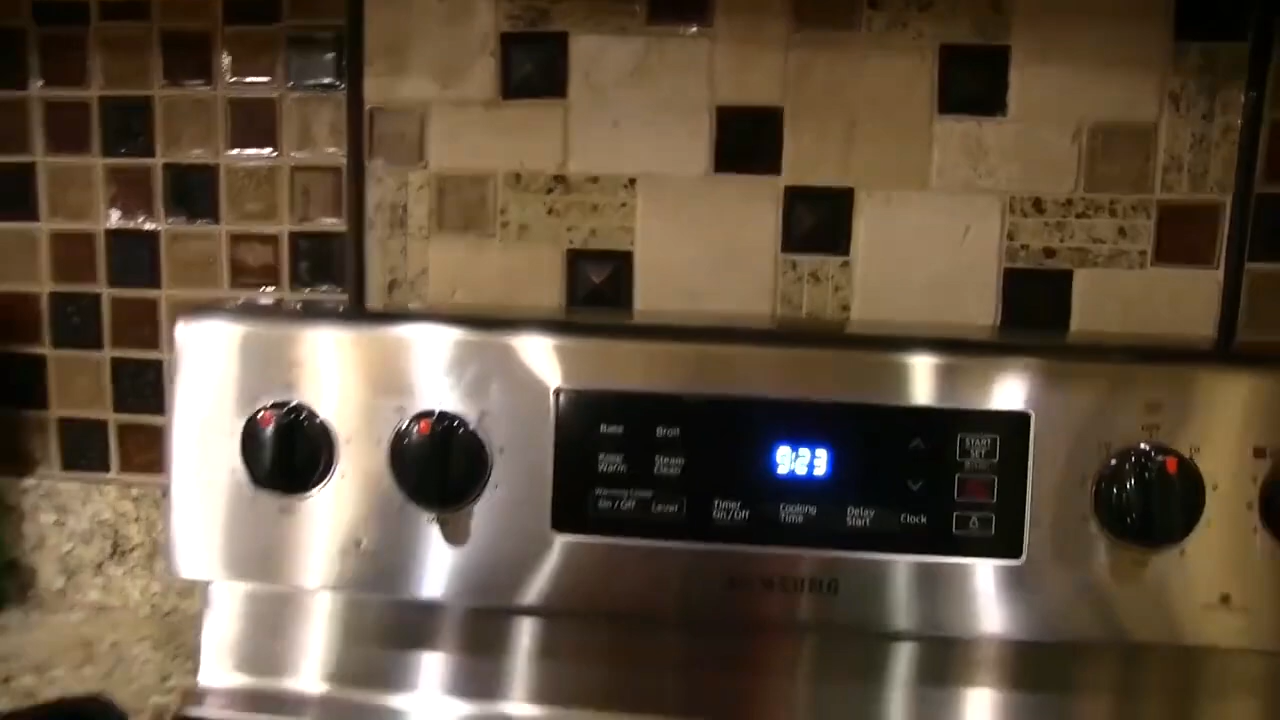 Bake Broil
Keep Warm Steam Clean
Warming Center
On / Off Level
9:23
Timer On/Off Cooking Time Delay Start Clock
START
SET
SAMSUNG